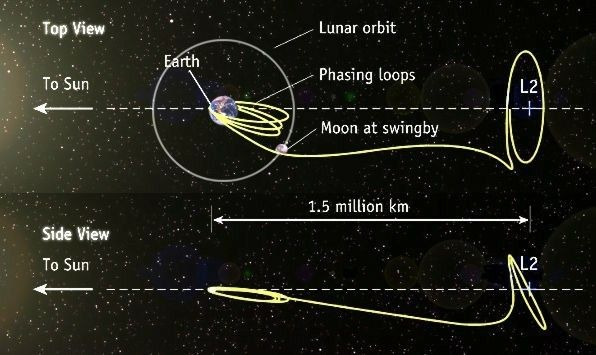 Top View
Lunar orbit
Earth
To Sun
Phasing loops
L2
Moon at swingby
1.5 million km
Side View
To Sun
L2